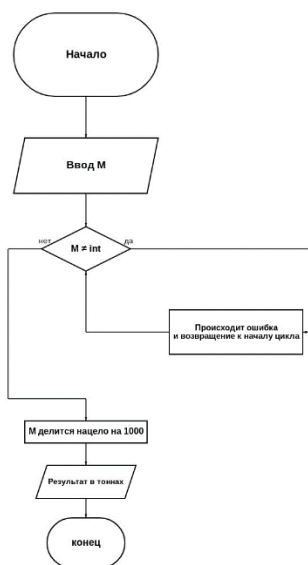 Начало
Ввод M
нет
да
M ≠ int
Происходит ошибка
и возвращение к началу цикла
M делится нацело на 1000
Результат в тоннах
конец